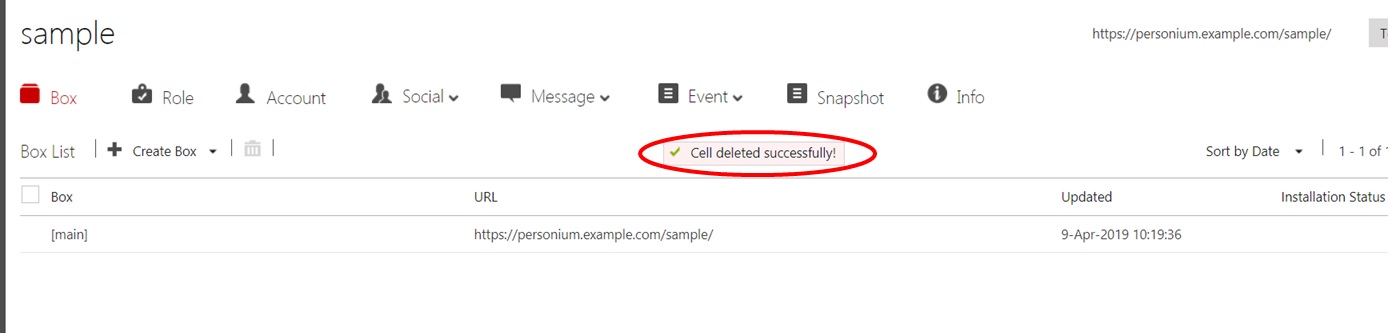 sample
https://personium.example.com/sample/
Box Role Account Social Message Event Snapshot Info
Box List Create Box Cell deleted successfully! Sort by Date 1 - 1 of 1
Box URL Updated Installation Status
[main] https://personium.example.com/sample/ 9-Apr-2019 10:19:36